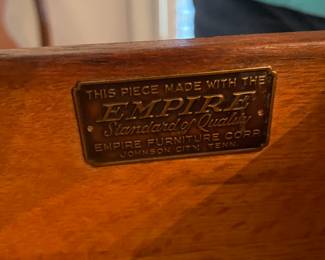 THIS PIECE MADE WITH THE
EMPIRE
Standard of Quality
EMPIRE FURNITURE CORP.
JOHNSON CITY, TENN.